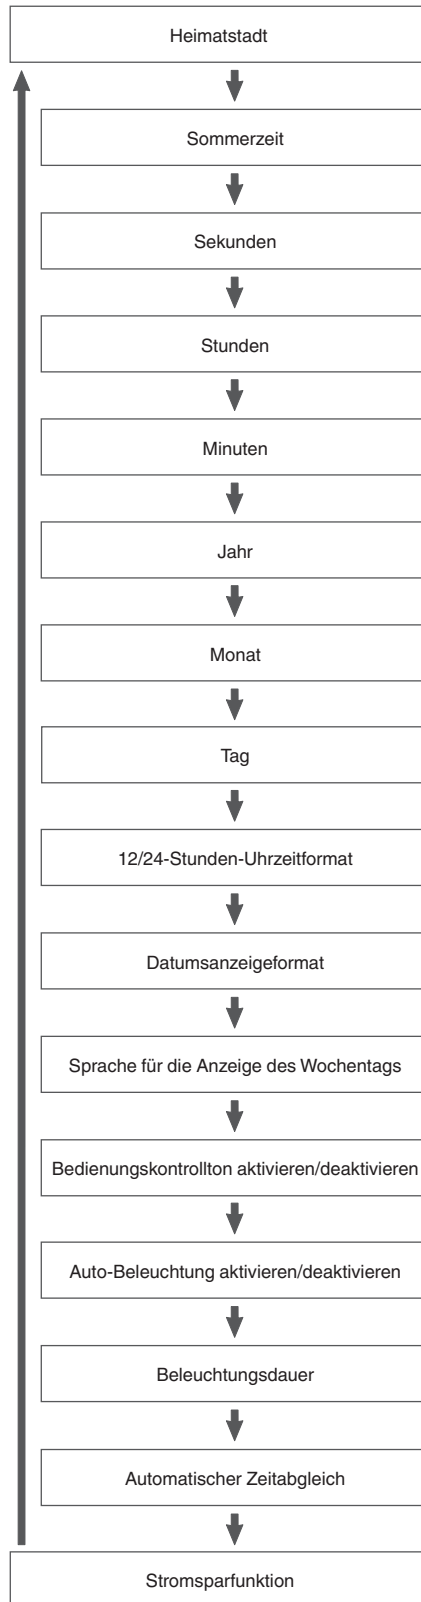 Heimatstadt
Sommerzeit
Sekunden
Stunden
Minuten
Jahr
Monat
Tag
12/24-Stunden-Uhrzeitformat
Datumsanzeigeformat
Sprache für die Anzeige des Wochentags
Bedienungskontrollton aktivieren/deaktivieren
Auto-Beleuchtung aktivieren/deaktivieren
Beleuchtungsdauer
Automatischer Zeitabgleich
Stromsparfunktion